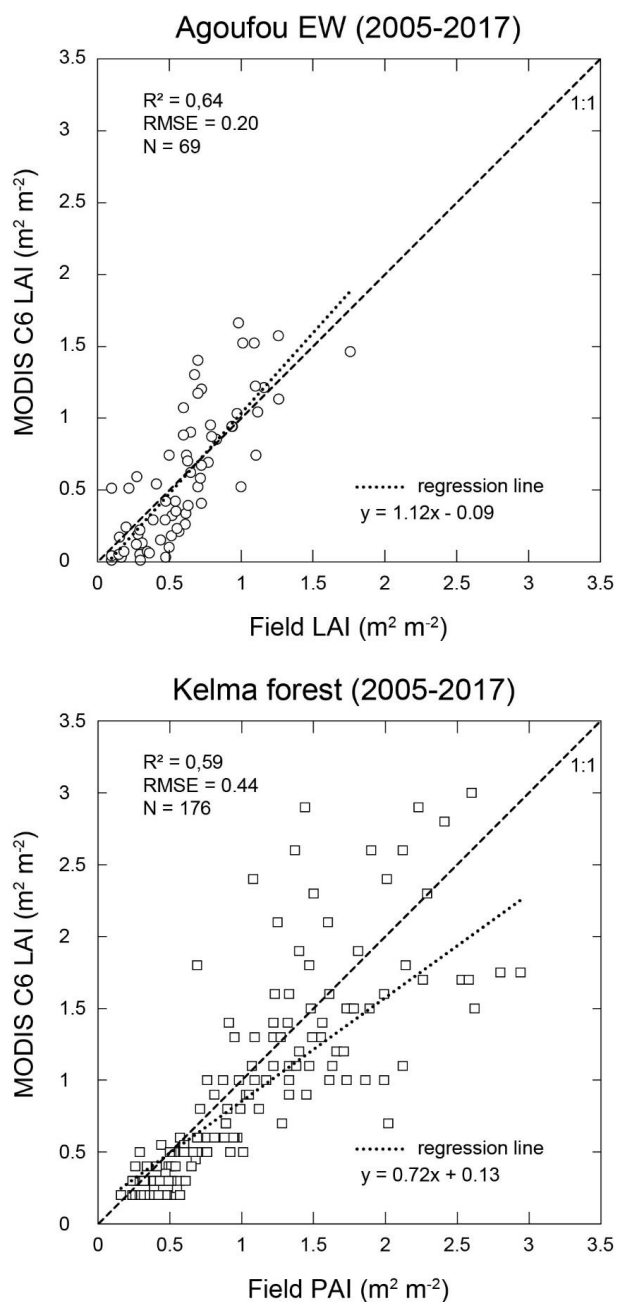 Agoufou EW (2005-2017)
3.5
3
2.5
2
1.5
1
0.5
0
MODIS C6 LAI (m² m⁻²)
R² = 0,64
RMSE = 0.20
N = 69
1:1
regression line
y = 1.12x - 0.09
0 0.5 1 1.5 2 2.5 3 3.5
Field LAI (m² m⁻²)
Kelma forest (2005-2017)
3.5
3
2.5
2
1.5
1
0.5
0
MODIS C6 LAI (m² m⁻²)
R² = 0,59
RMSE = 0.44
N = 176
1:1
regression line
y = 0.72x + 0.13
0 0.5 1 1.5 2 2.5 3 3.5
Field PAI (m² m⁻²)